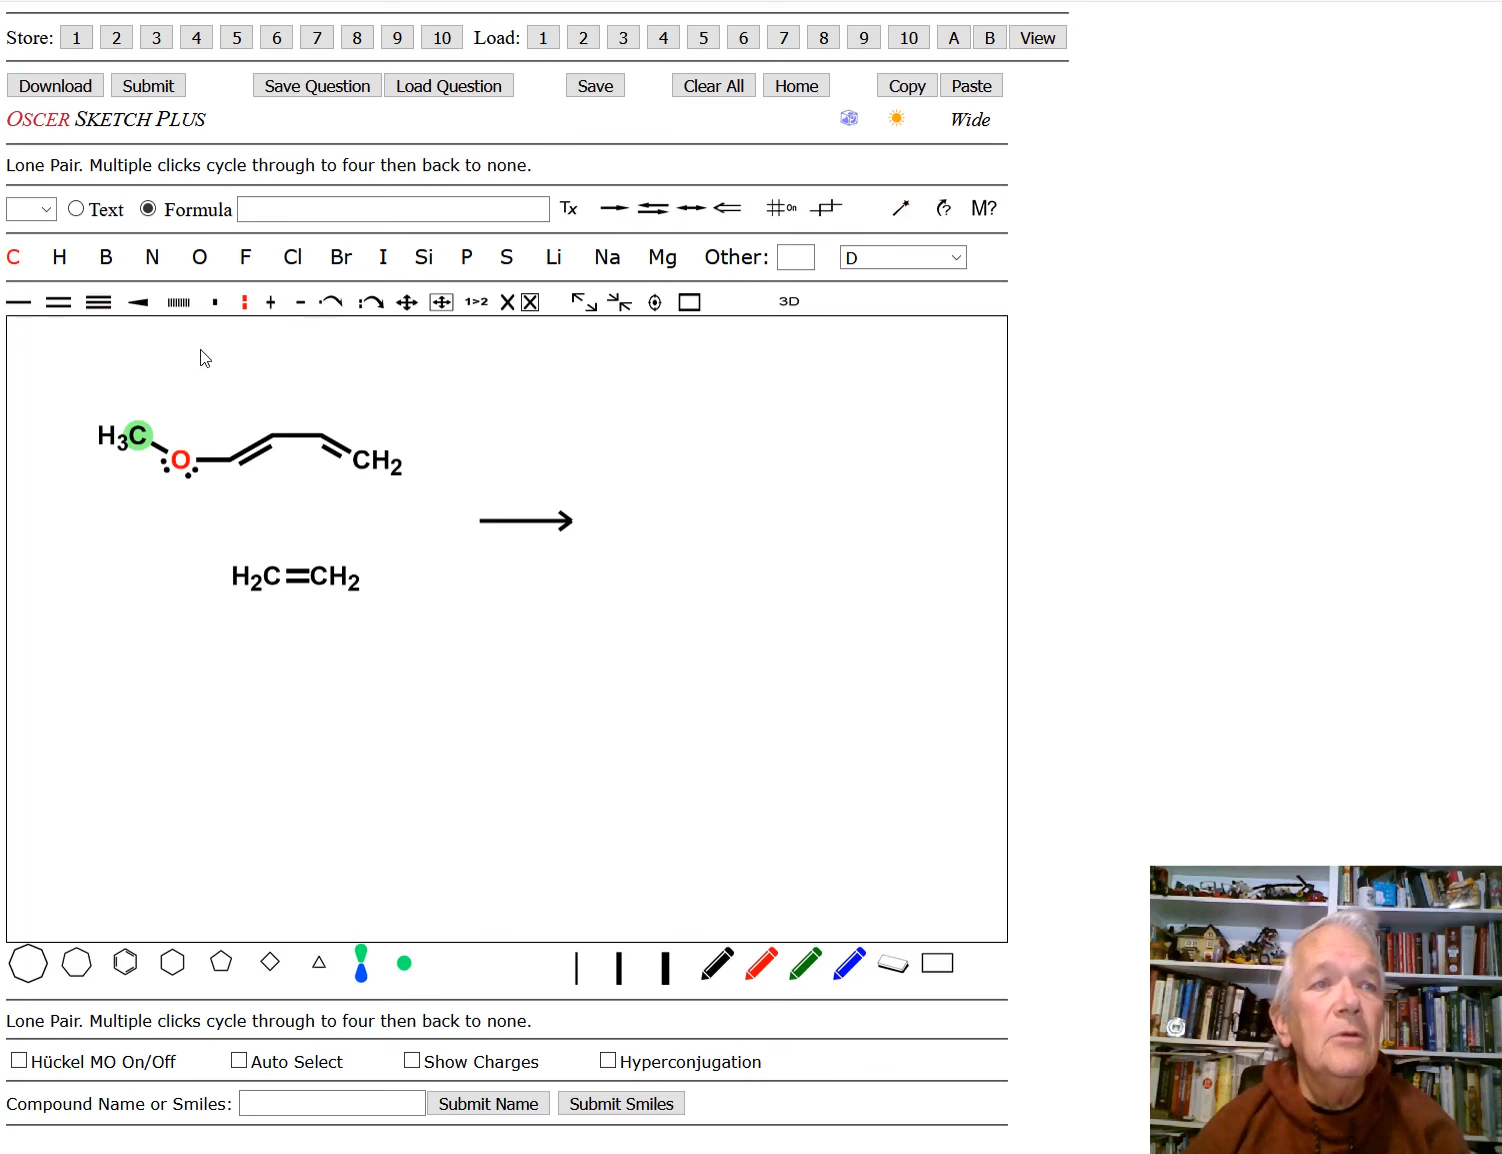 Store: 1 2 3 4 5 6 7 8 9 10 Load: 1 2 3 4 5 6 7 8 9 10 A B View
Download Submit Save Question Load Question Save Clear All Home Copy Paste
OSCER SKETCH PLUS Wide
Lone Pair. Multiple clicks cycle through to four then back to none.
Text Formula Tx On M?
C H B N O F Cl Br I Si P S Li Na Mg Other: D
+ - 1>2 X X 3D
H3C
O
CH2
H2C=CH2
Lone Pair. Multiple clicks cycle through to four then back to none.
Hückel MO On/Off Auto Select Show Charges Hyperconjugation
Compound Name or Smiles: Submit Name Submit Smiles